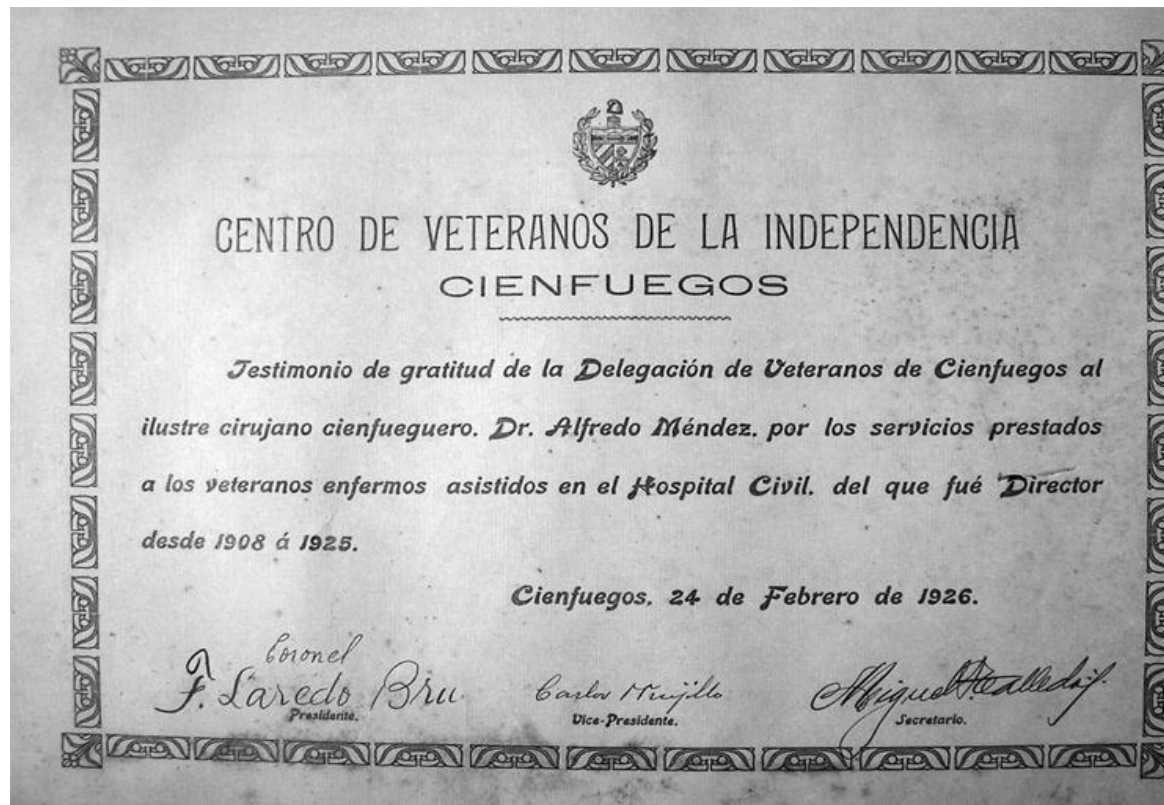 CENTRO DE VETERANOS DE LA INDEPENDENCIA
CIENFUEGOS
Testimonio de gratitud de la Delegación de Veteranos de Cienfuegos al
ilustre cirujano cienfueguero. Dr. Alfredo Méndez. por los servicios prestados
a los veteranos enfermos asistidos en el Hospital Civil. del que fué Director
desde 1908 á 1925.
Cienfuegos. 24 de Febrero de 1926.
Coronel
F. Laredo Bru Carlos Trujillo Miguel
Presidente. Vice-Presidente. Secretario.